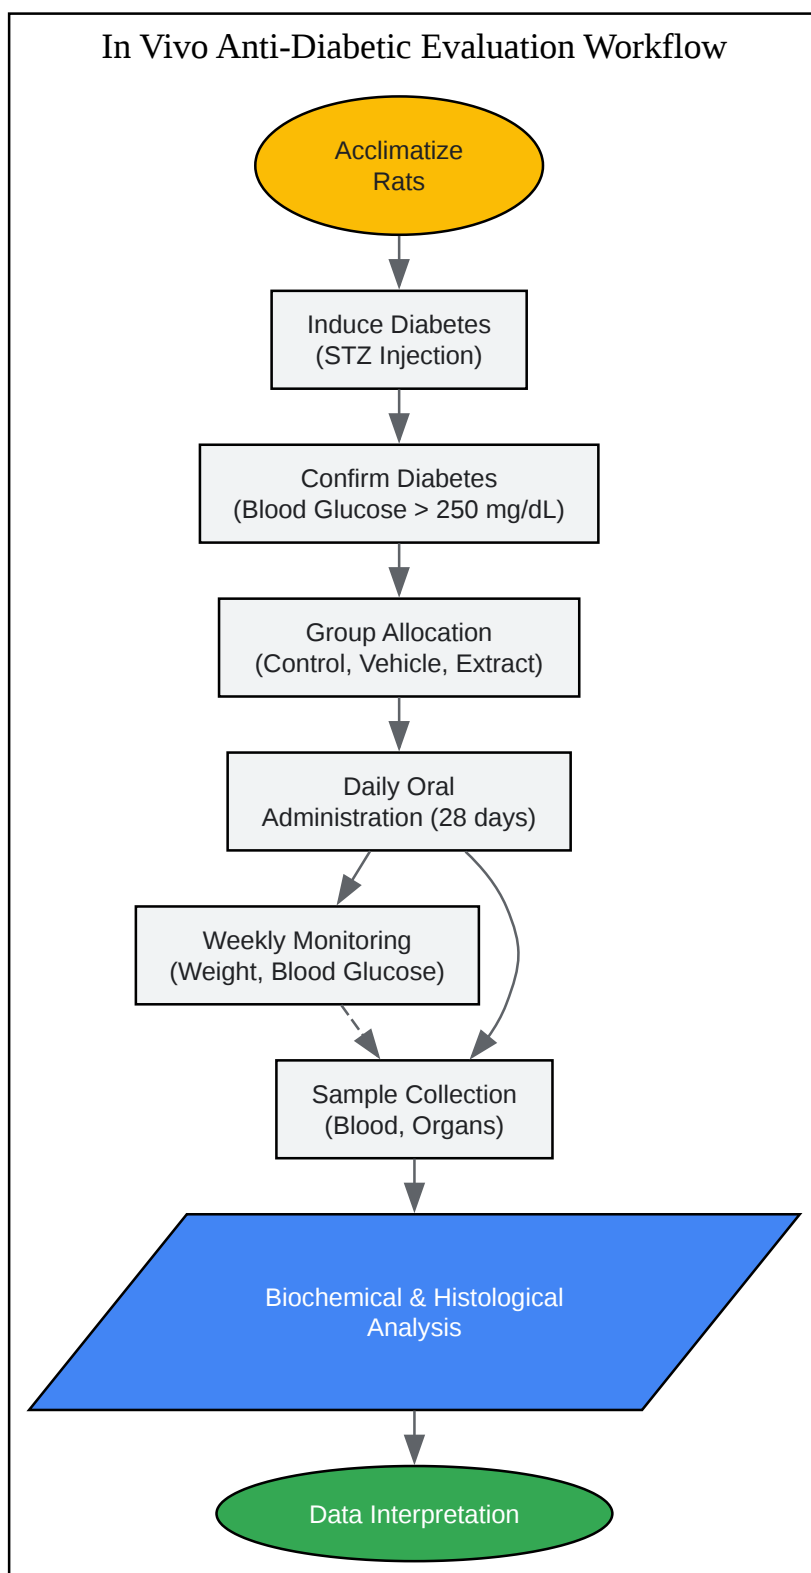 In Vivo Anti-Diabetic Evaluation Workflow
Acclimatize
Rats
Induce Diabetes
(STZ Injection)
Confirm Diabetes
(Blood Glucose > 250 mg/dL)
Group Allocation
(Control, Vehicle, Extract)
Daily Oral
Administration (28 days)
Weekly Monitoring
(Weight, Blood Glucose)
Sample Collection
(Blood, Organs)
Biochemical & Histological
Analysis
Data Interpretation